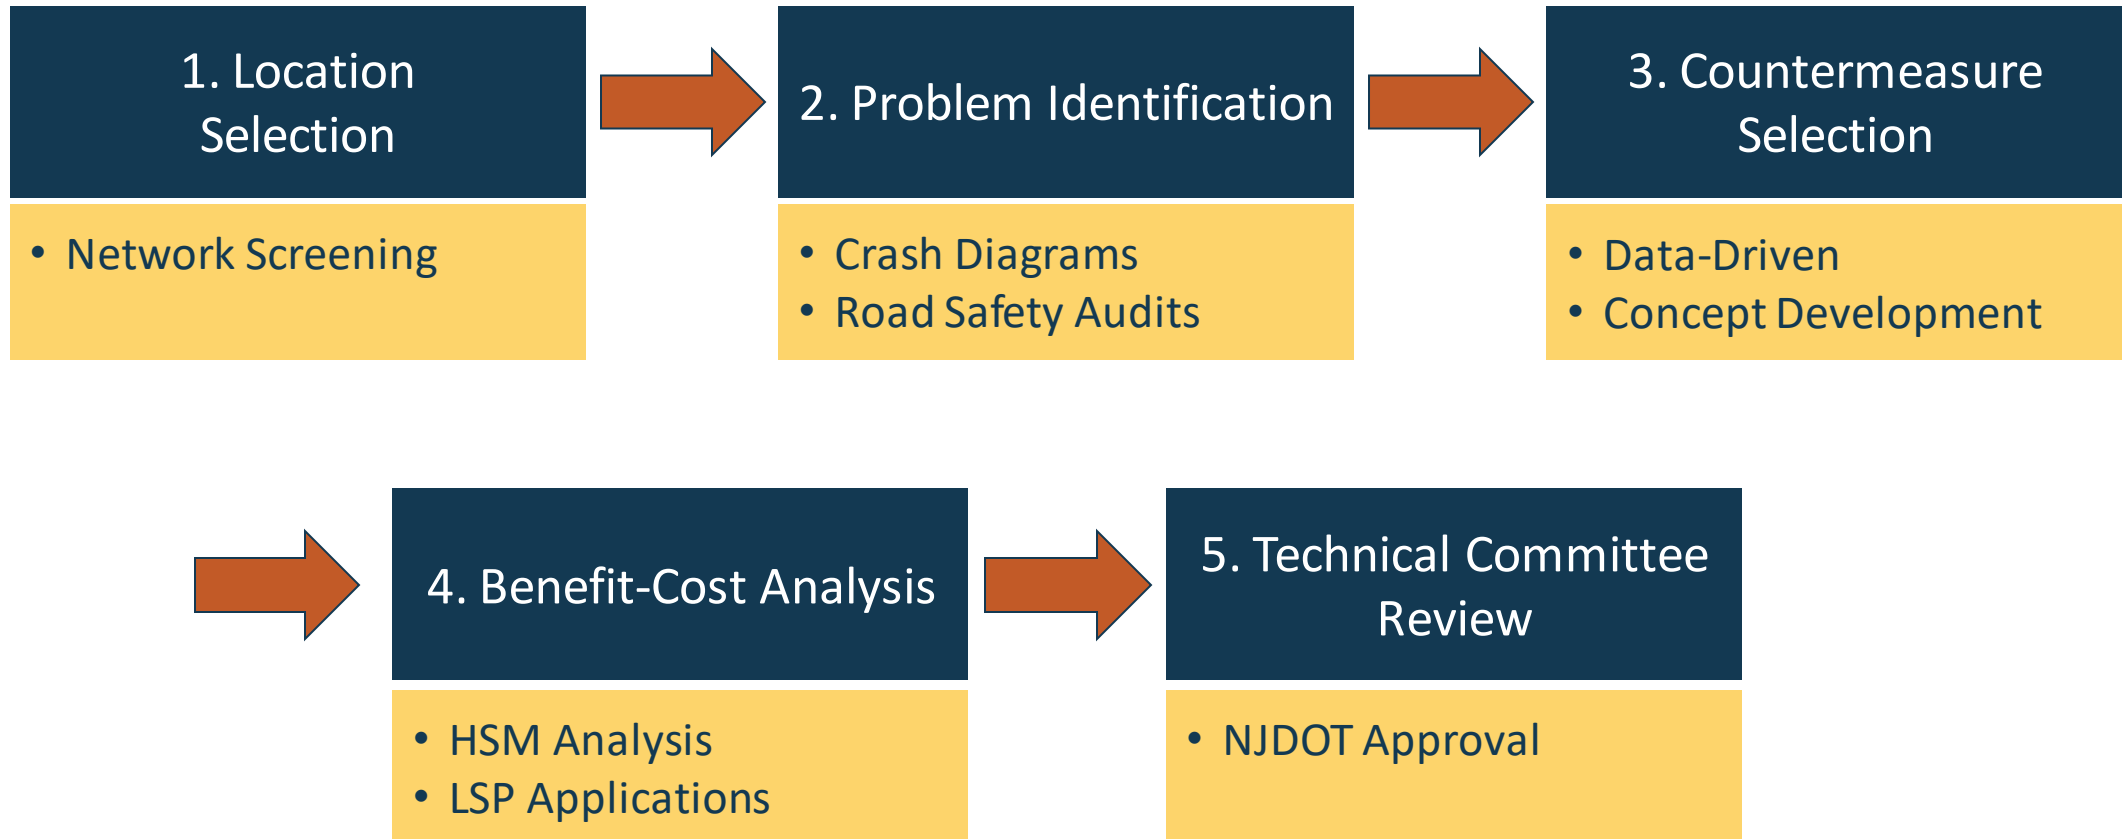 1. Location
Selection
• Network Screening
2. Problem Identification
• Crash Diagrams
• Road Safety Audits
3. Countermeasure
Selection
• Data-Driven
• Concept Development
4. Benefit-Cost Analysis
• HSM Analysis
• LSP Applications
5. Technical Committee
Review
• NJDOT Approval